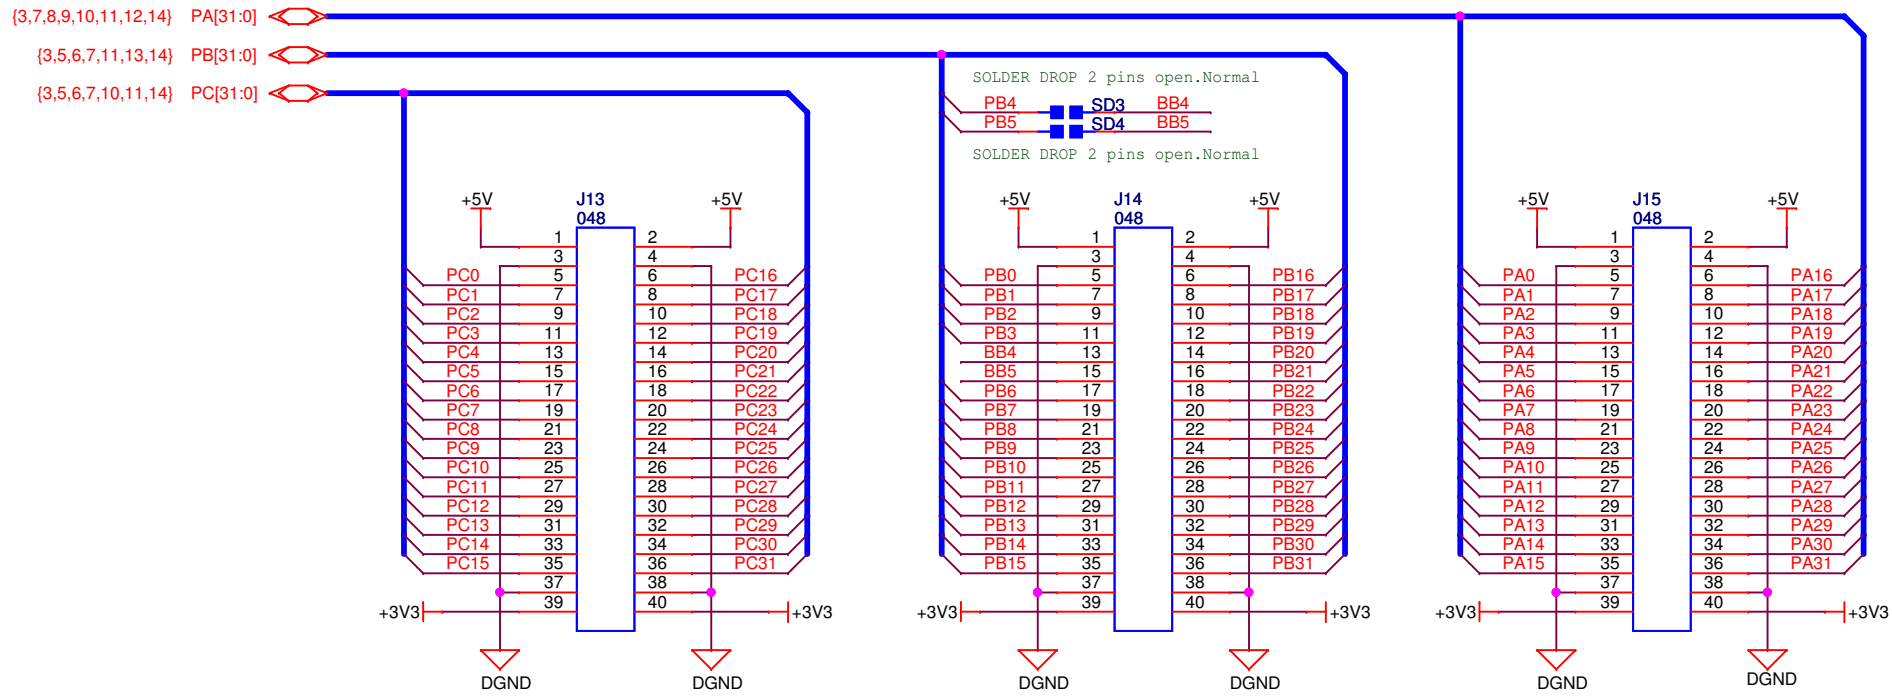 {3,7,8,9,10,11,12,14} PA[31:0]
{3,5,6,7,11,13,14} PB[31:0]
{3,5,6,7,10,11,14} PC[31:0]
SOLDER DROP 2 pins open.Normal
PB4 SD3 BB4
PB5 SD4 BB5
SOLDER DROP 2 pins open.Normal
J13
048
+5V +5V
1 2
3 4
PC0 5 6 PC16
PC1 7 8 PC17
PC2 9 10 PC18
PC3 11 12 PC19
PC4 13 14 PC20
PC5 15 16 PC21
PC6 17 18 PC22
PC7 19 20 PC23
PC8 21 22 PC24
PC9 23 24 PC25
PC10 25 26 PC26
PC11 27 28 PC27
PC12 29 30 PC28
PC13 31 32 PC29
PC14 33 34 PC30
PC15 35 36 PC31
37 38
+3V3 39 40 +3V3
DGND DGND
J14
048
+5V +5V
1 2
3 4
PB0 5 6 PB16
PB1 7 8 PB17
PB2 9 10 PB18
PB3 11 12 PB19
BB4 13 14 PB20
BB5 15 16 PB21
PB6 17 18 PB22
PB7 19 20 PB23
PB8 21 22 PB24
PB9 23 24 PB25
PB10 25 26 PB26
PB11 27 28 PB27
PB12 29 30 PB28
PB13 31 32 PB29
PB14 33 34 PB30
PB15 35 36 PB31
37 38
+3V3 39 40 +3V3
DGND DGND
J15
048
+5V +5V
1 2
3 4
PA0 5 6 PA16
PA1 7 8 PA17
PA2 9 10 PA18
PA3 11 12 PA19
PA4 13 14 PA20
PA5 15 16 PA21
PA6 17 18 PA22
PA7 19 20 PA23
PA8 21 22 PA24
PA9 23 24 PA25
PA10 25 26 PA26
PA11 27 28 PA27
PA12 29 30 PA28
PA13 31 32 PA29
PA14 33 34 PA30
PA15 35 36 PA31
37 38
+3V3 39 40 +3V3
DGND DGND